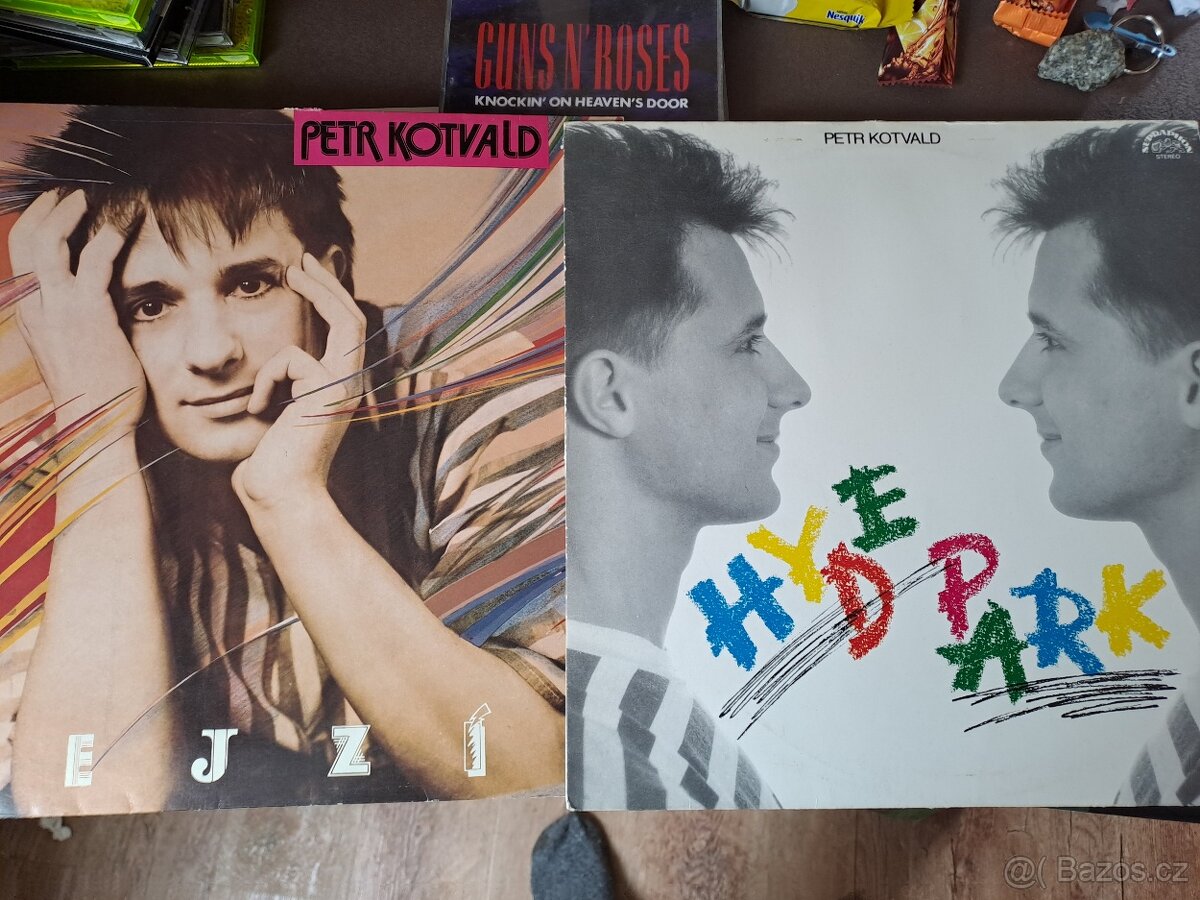 Nesquik
GUNS N' ROSES
KNOCKIN' ON HEAVEN'S DOOR
PETR KOTVALD
EJZÍ
PETR KOTVALD
SUPRAPHON
STEREO
HYDE
PARK
@( Bazos.cz